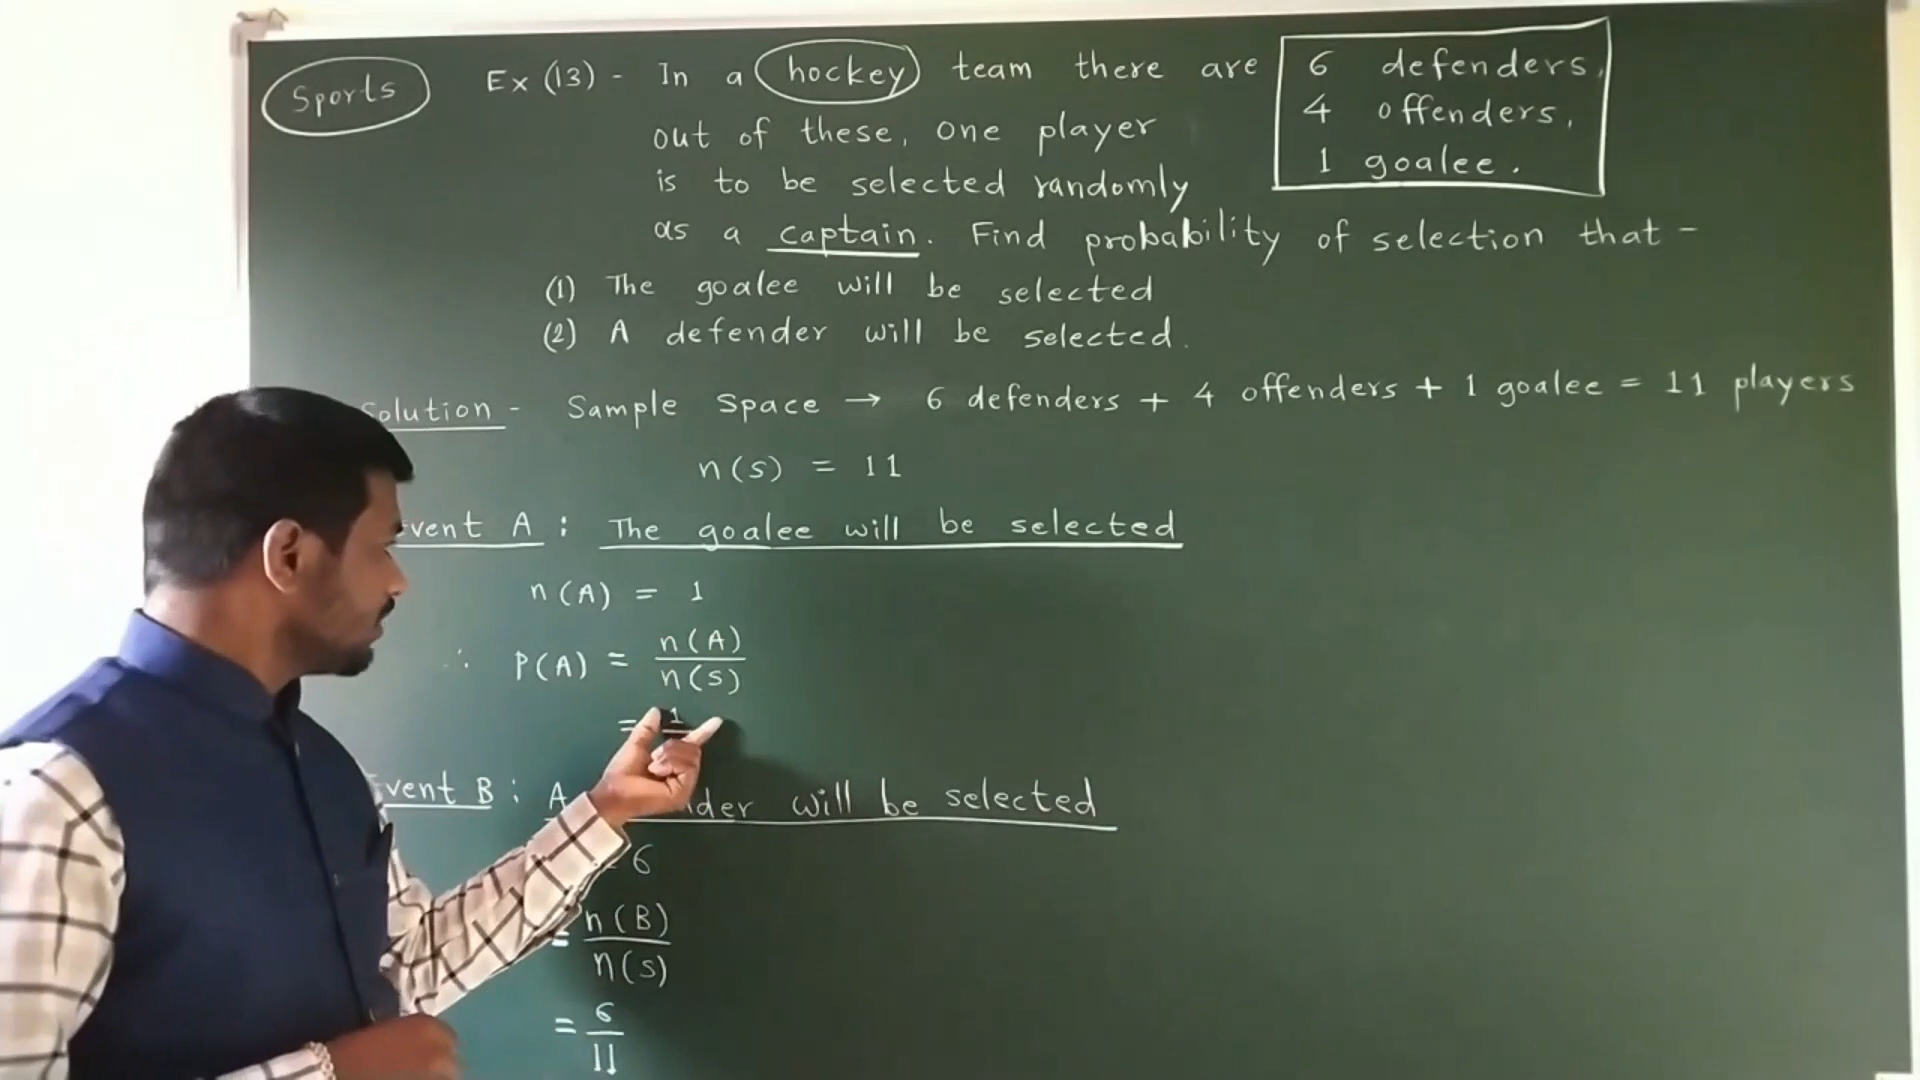 Sports
Ex (13) - In a hockey team there are
6 defenders,
4 offenders,
1 goalee.
out of these, one player
is to be selected randomly
as a captain. Find probability of selection that -
(1) The goalee will be selected
(2) A defender will be selected.
Solution - Sample Space → 6 defenders + 4 offenders + 1 goalee = 11 players
n(s) = 11
vent A : The goalee will be selected
n(A) = 1
∴ P(A) = n(A)/n(s)
= 1
vent B : A nder will be selected
6
= n(B)/n(s)
= 6/11